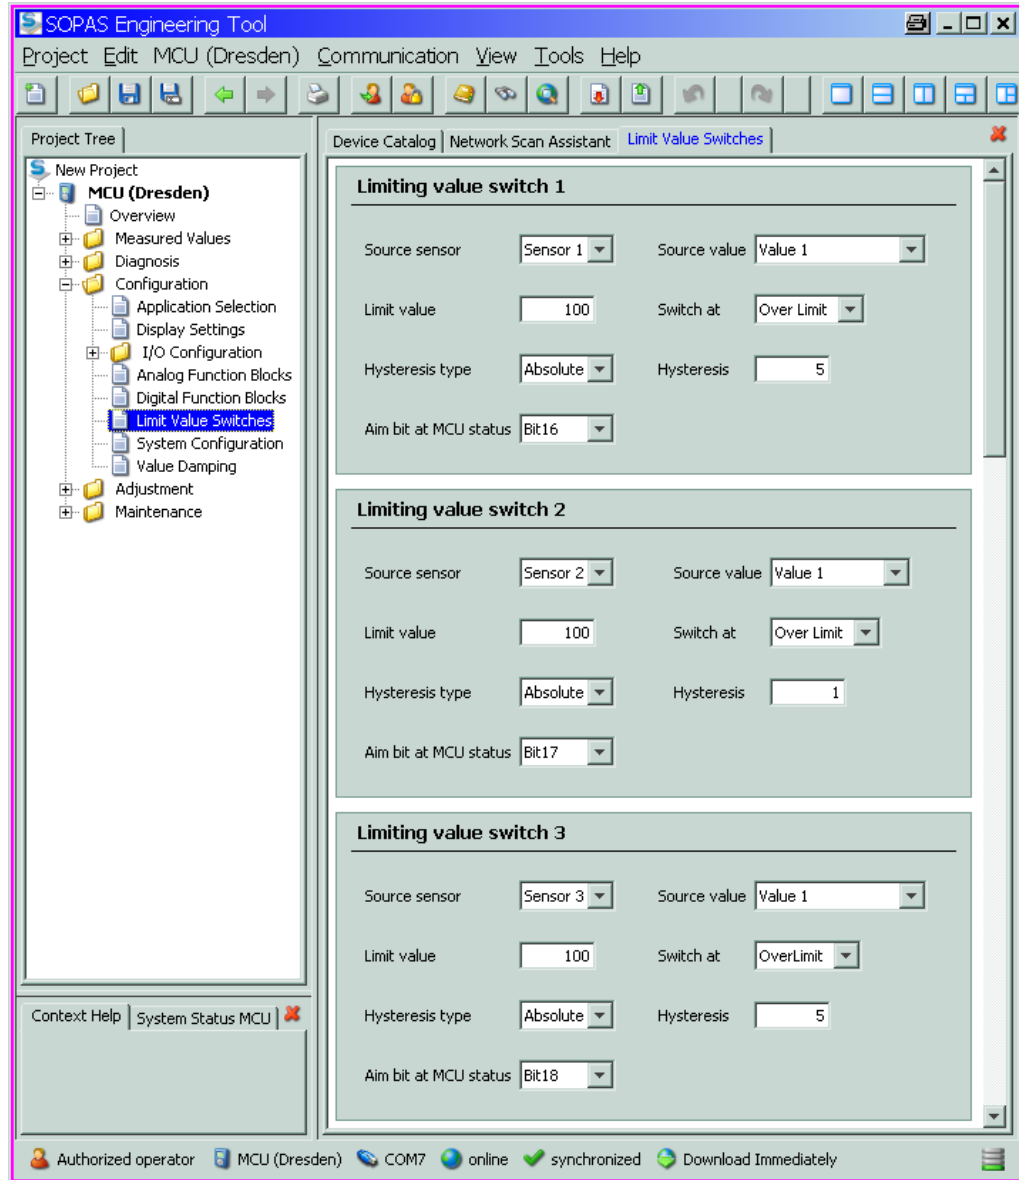 SOPAS Engineering Tool
Project Edit MCU (Dresden) Communication View Tools Help
Project Tree
New Project
MCU (Dresden)
Overview
Measured Values
Diagnosis
Configuration
Application Selection
Display Settings
I/O Configuration
Analog Function Blocks
Digital Function Blocks
Limit Value Switches
System Configuration
Value Damping
Adjustment
Maintenance
Context Help System Status MCU
Device Catalog Network Scan Assistant Limit Value Switches
Limiting value switch 1
Source sensor Sensor 1 Source value Value 1
Limit value 100 Switch at Over Limit
Hysteresis type Absolute Hysteresis 5
Aim bit at MCU status Bit16
Limiting value switch 2
Source sensor Sensor 2 Source value Value 1
Limit value 100 Switch at Over Limit
Hysteresis type Absolute Hysteresis 1
Aim bit at MCU status Bit17
Limiting value switch 3
Source sensor Sensor 3 Source value Value 1
Limit value 100 Switch at OverLimit
Hysteresis type Absolute Hysteresis 5
Aim bit at MCU status Bit18
Authorized operator MCU (Dresden) COM7 online synchronized Download Immediately